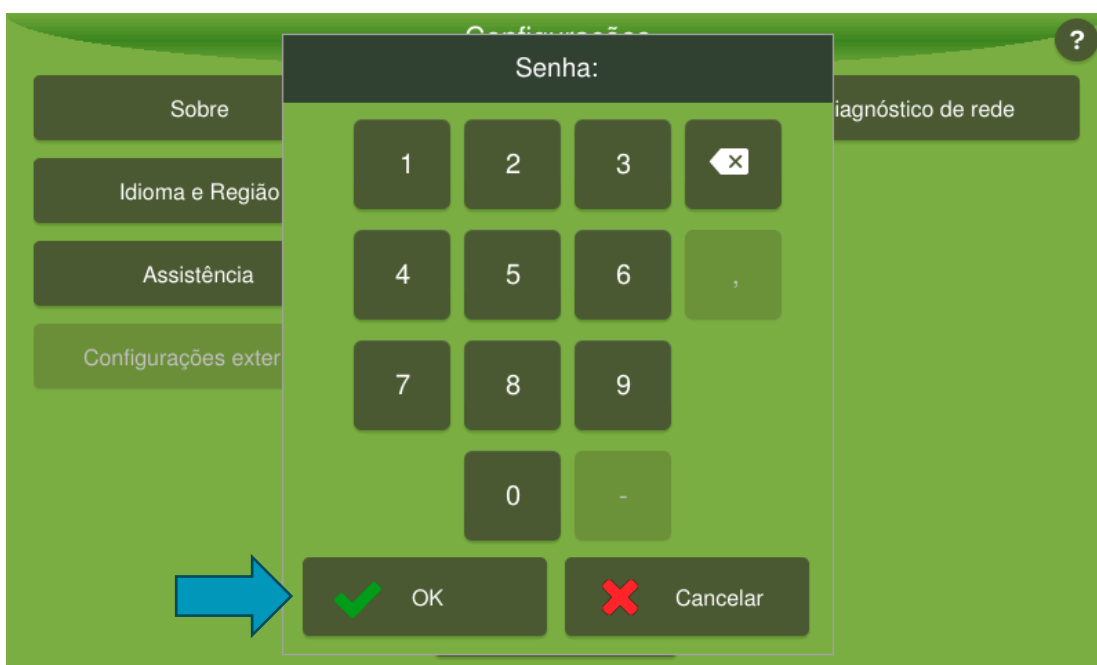 Senha:
?
Sobre
iagnóstico de rede
1 2 3
Idioma e Região
4 5 6 ,
Assistência
Configurações exter
7 8 9
0 -
OK
Cancelar